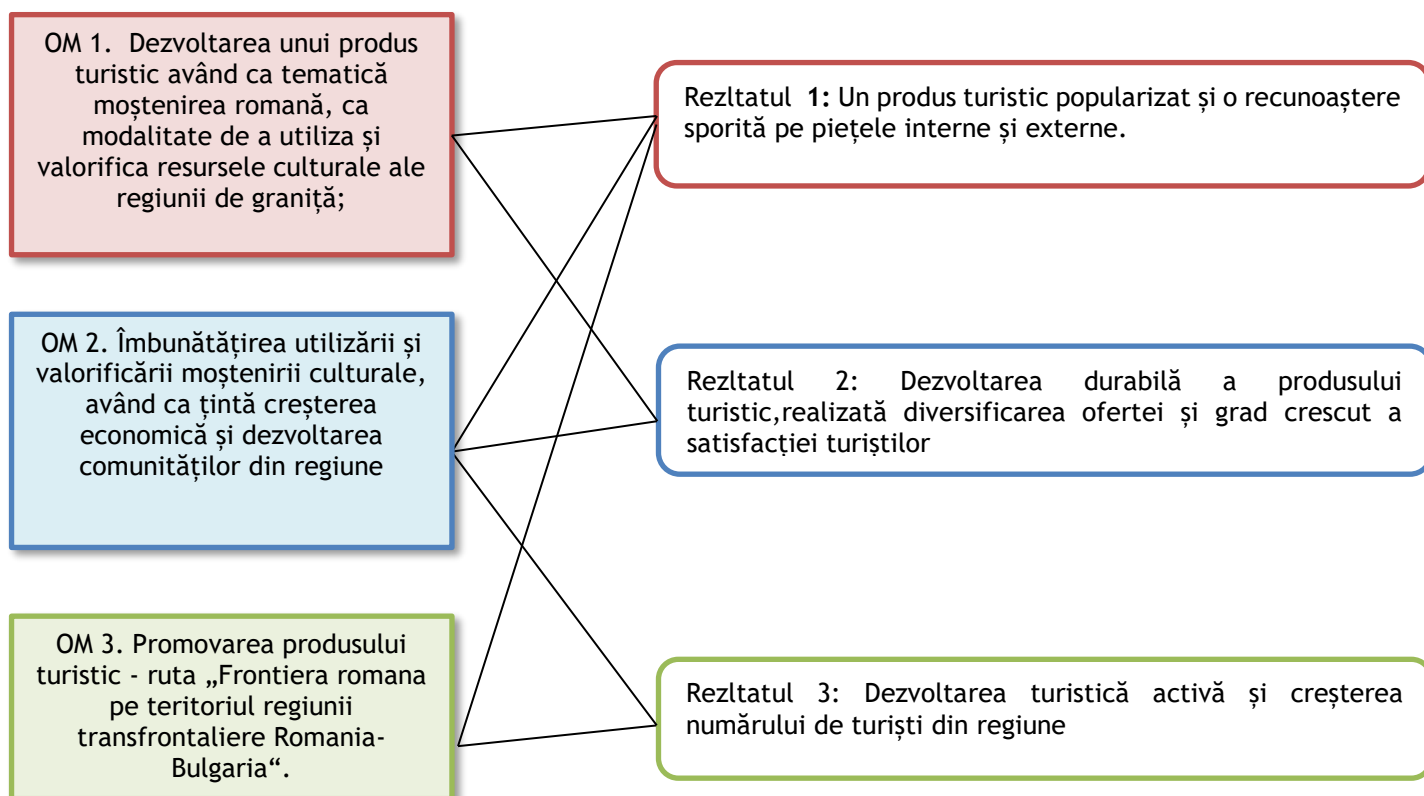 OM 1. Dezvoltarea unui produs
turistic având ca tematică
moștenirea romană, ca
modalitate de a utiliza și
valorifica resursele culturale ale
regiunii de graniță;
Rezltatul 1: Un produs turistic popularizat și o recunoaștere
sporită pe piețele interne și externe.
OM 2. Îmbunătățirea utilizării și
valorificării moștenirii culturale,
având ca țintă creșterea
economică și dezvoltarea
comunităților din regiune
Rezltatul 2: Dezvoltarea durabilă a produsului
turistic,realizată diversificarea ofertei și grad crescut a
satisfacției turiștilor
OM 3. Promovarea produsului
turistic - ruta „Frontiera romana
pe teritoriul regiunii
transfrontaliere Romania-
Bulgaria“.
Rezltatul 3: Dezvoltarea turistică activă și creșterea
numărului de turiști din regiune